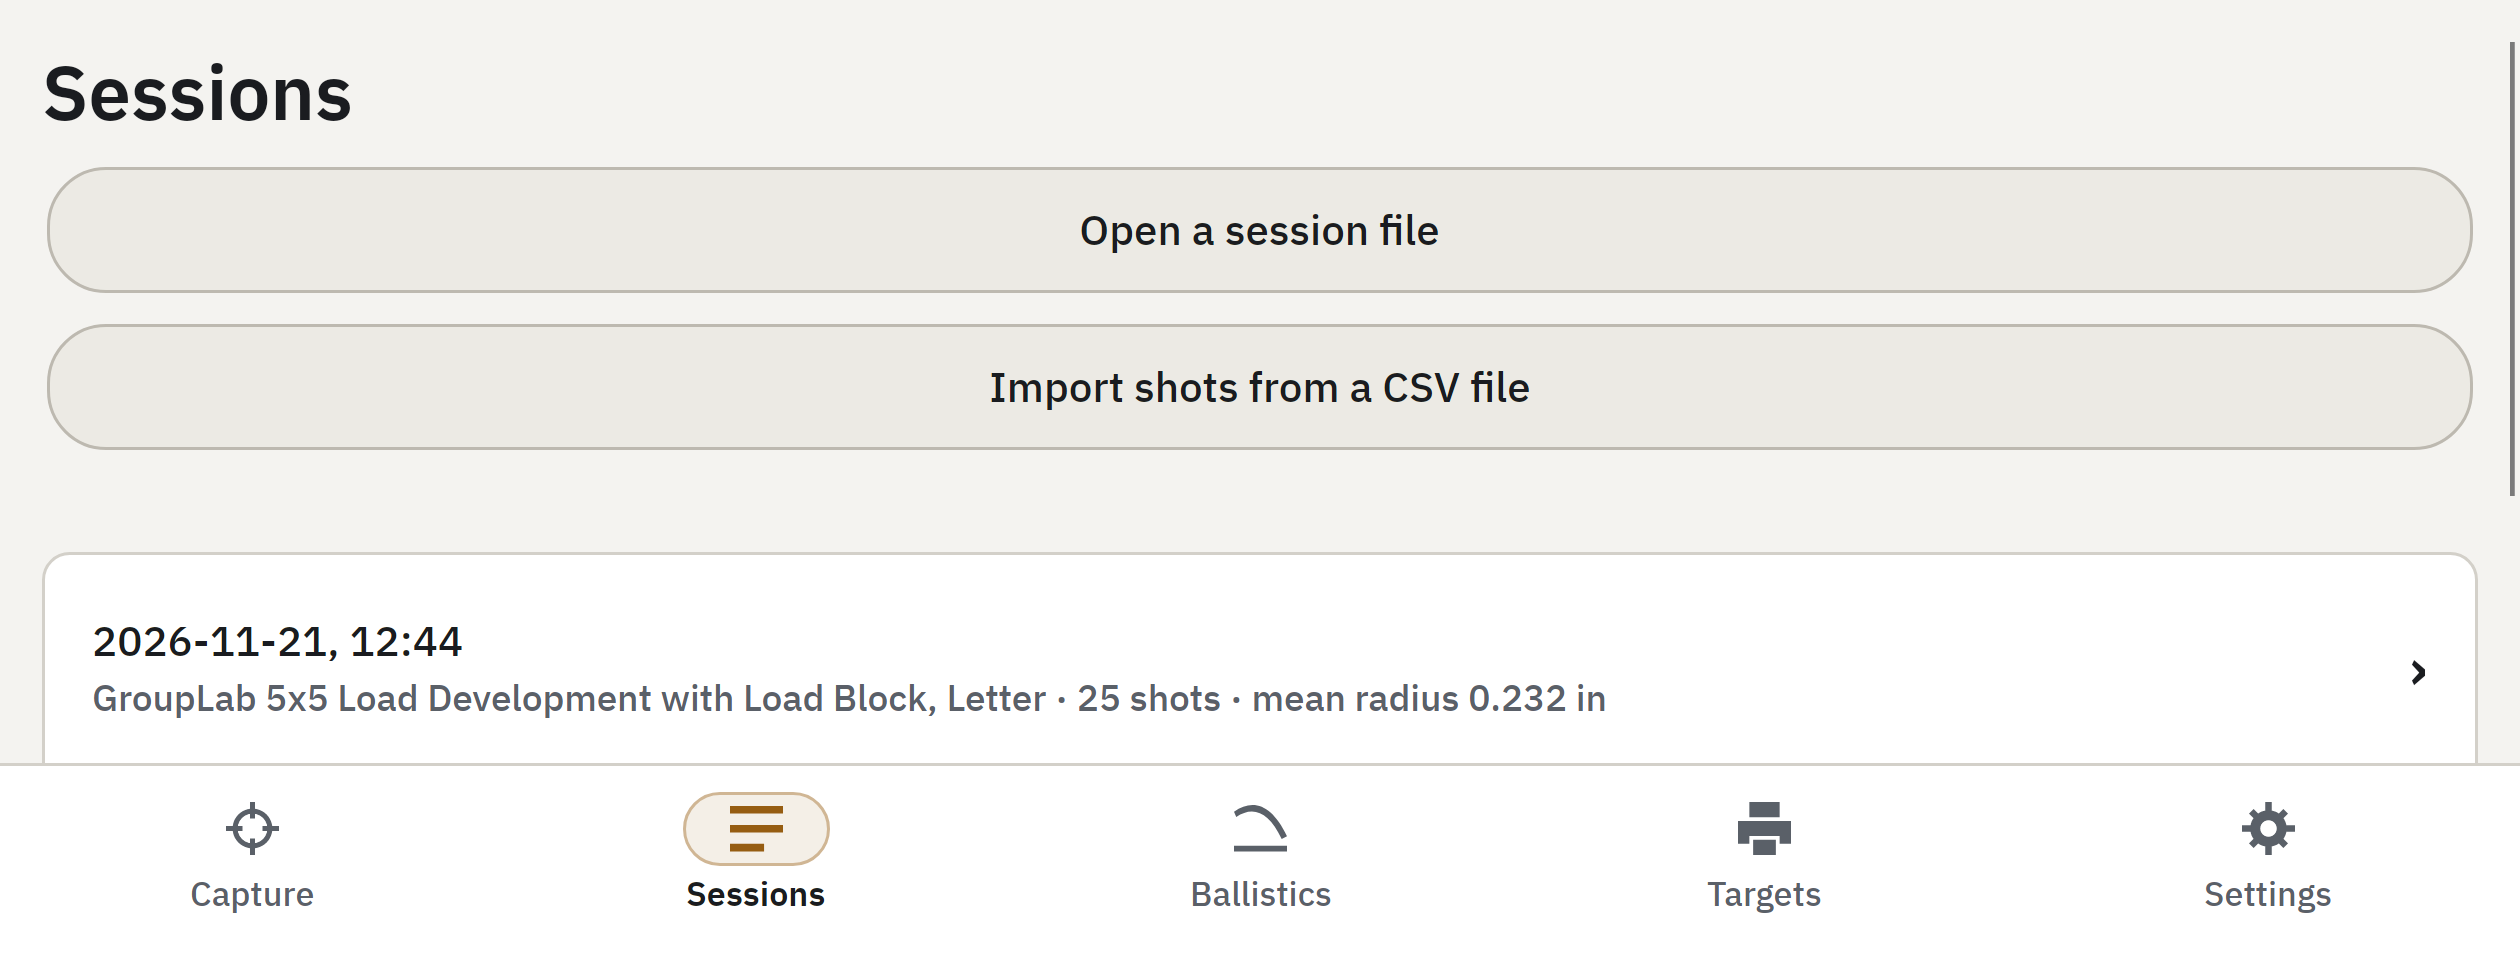 Sessions
Open a session file
Import shots from a CSV file
2026-11-21, 12:44
GroupLab 5x5 Load Development with Load Block, Letter · 25 shots · mean radius 0.232 in
Capture
Sessions
Ballistics
Targets
Settings